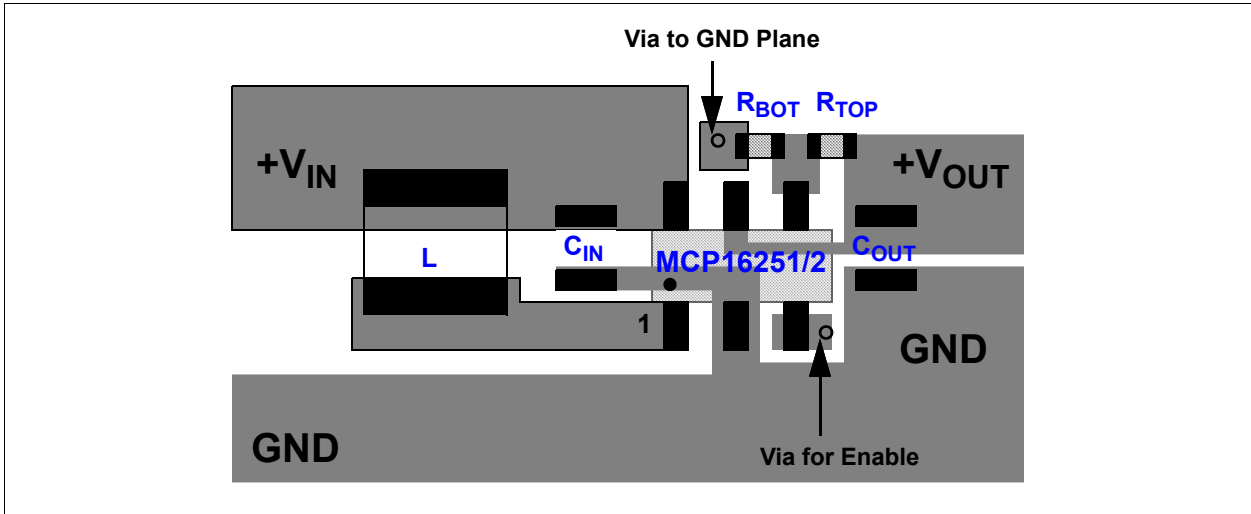 Via to GND Plane
RBOT
RTOP
+VIN
+VOUT
CIN
COUT
L
MCP16251/2
1
GND
GND
Via for Enable